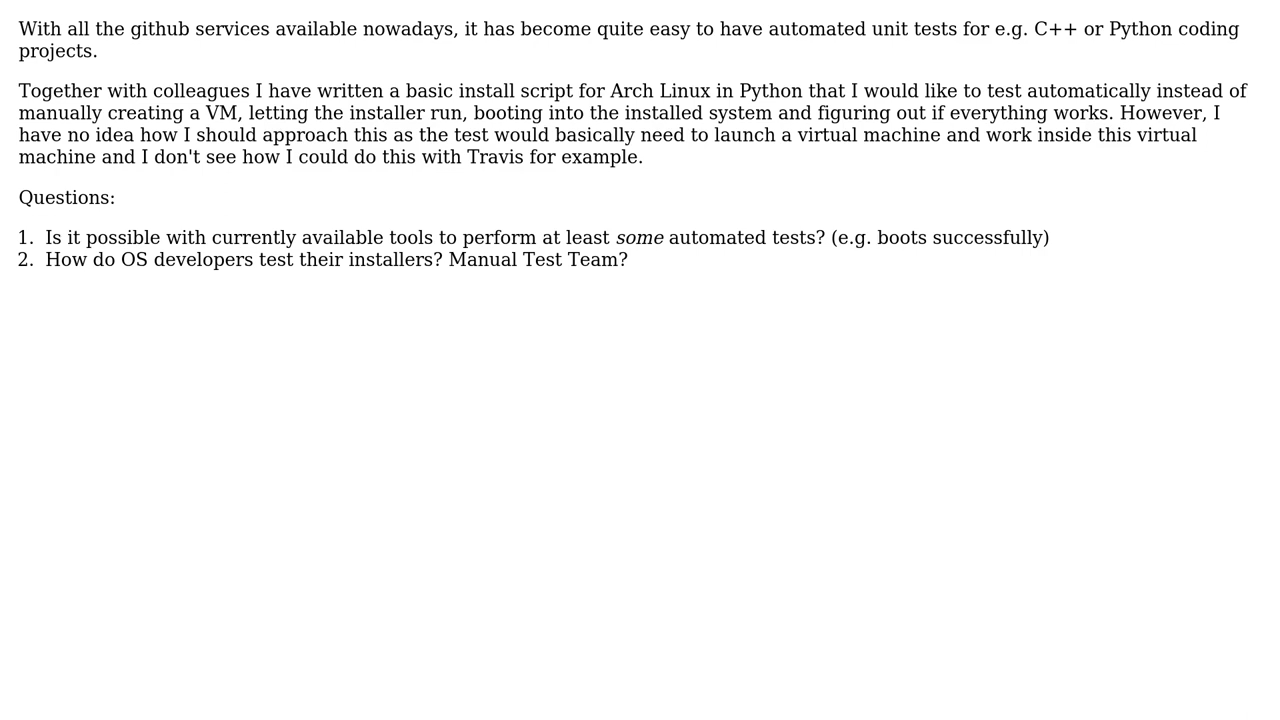 With all the github services available nowadays, it has become quite easy to have automated unit tests for e.g. C++ or Python coding
projects.
Together with colleagues I have written a basic install script for Arch Linux in Python that I would like to test automatically instead of
manually creating a VM, letting the installer run, booting into the installed system and figuring out if everything works. However, I
have no idea how I should approach this as the test would basically need to launch a virtual machine and work inside this virtual
machine and I don't see how I could do this with Travis for example.
Questions:
1. Is it possible with currently available tools to perform at least some automated tests? (e.g. boots successfully)
2. How do OS developers test their installers? Manual Test Team?